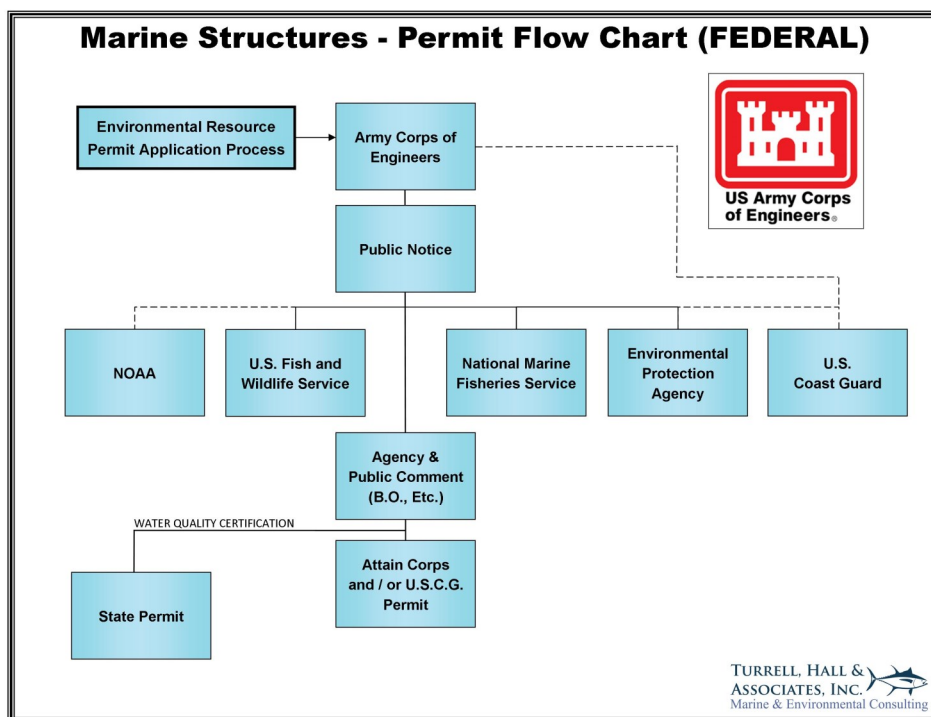 Marine Structures - Permit Flow Chart (FEDERAL)
Environmental Resource
Permit Application Process
Army Corps of
Engineers
US Army Corps
of Engineers®
Public Notice
NOAA
U.S. Fish and
Wildlife Service
National Marine
Fisheries Service
Environmental
Protection
Agency
U.S.
Coast Guard
Agency &
Public Comment
(B.O., Etc.)
WATER QUALITY CERTIFICATION
State Permit
Attain Corps
and / or U.S.C.G.
Permit
TURRELL, HALL &
ASSOCIATES, INC.
Marine & Environmental Consulting